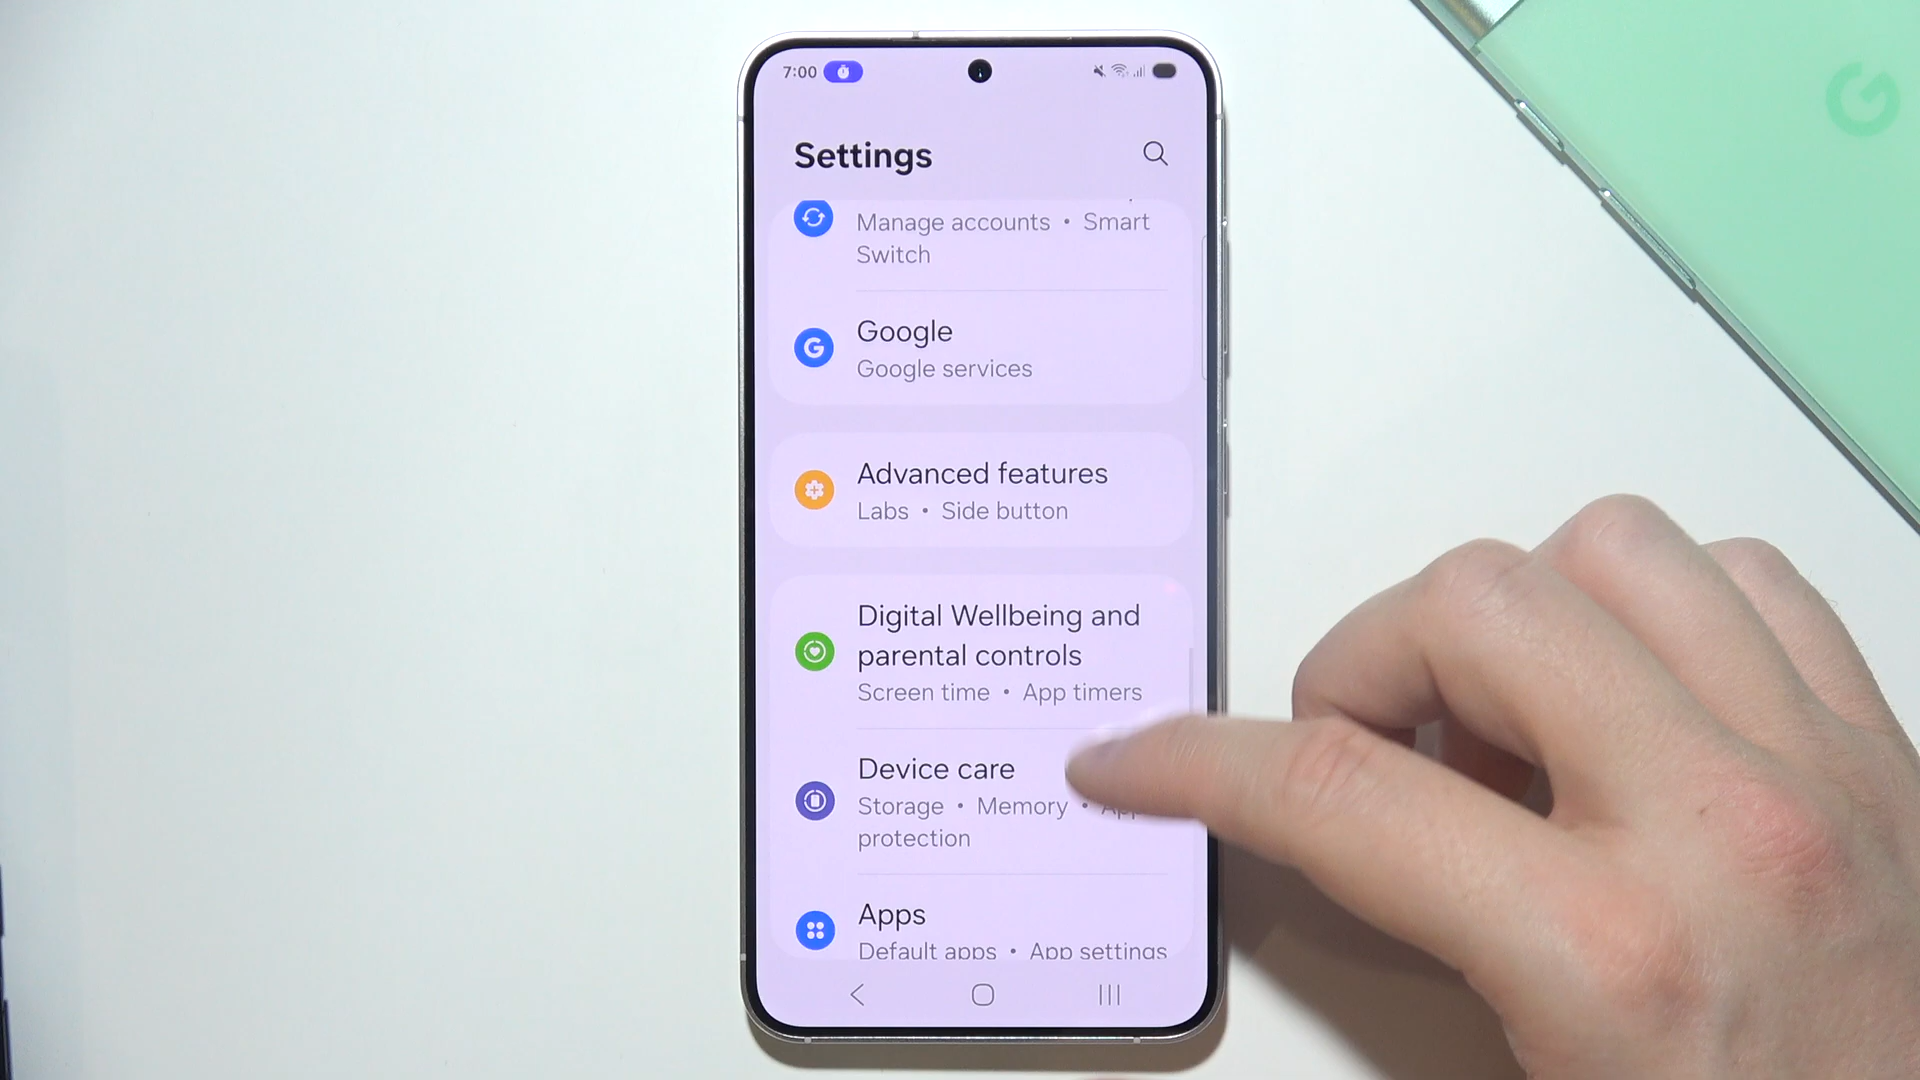 7:00
Settings
Manage accounts • Smart
Switch
Google
Google services
Advanced features
Labs • Side button
Digital Wellbeing and
parental controls
Screen time • App timers
Device care
Storage • Memory • App
protection
Apps
Default apps • App settings